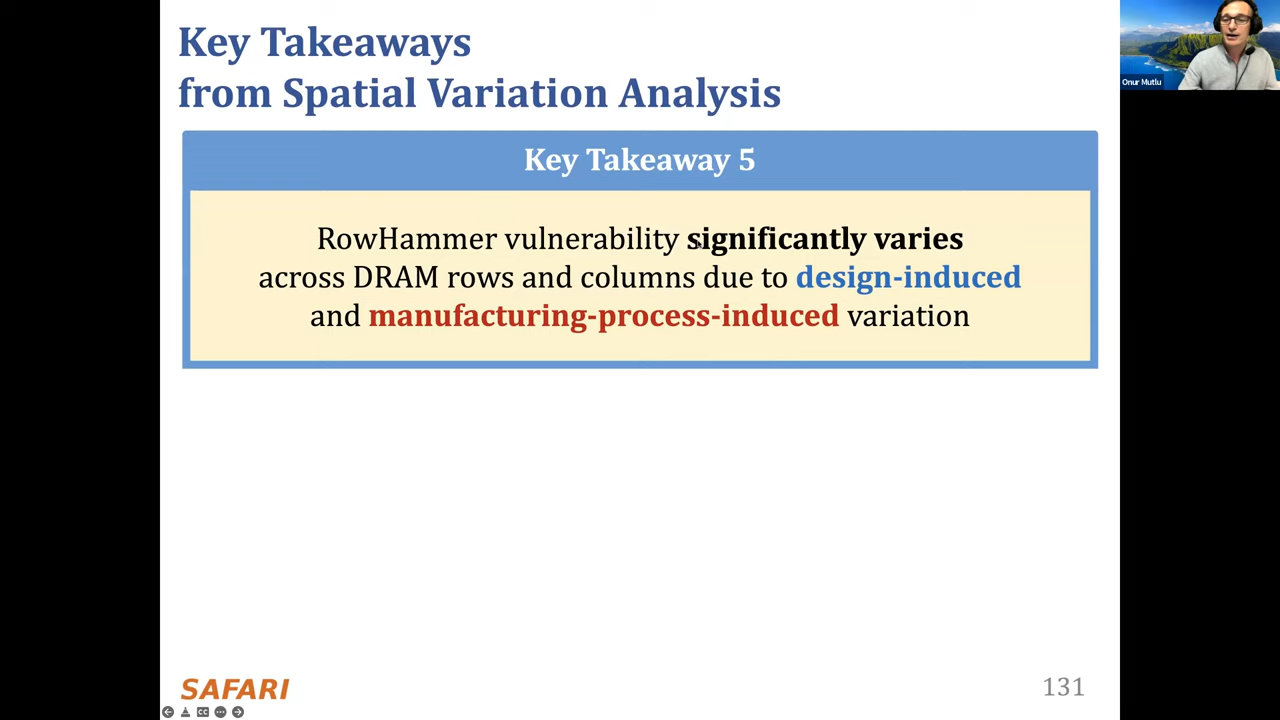 Key Takeaways
from Spatial Variation Analysis
Onur Mutlu
Key Takeaway 5
RowHammer vulnerability significantly varies
across DRAM rows and columns due to design-induced
and manufacturing-process-induced variation
SAFARI
131
CC